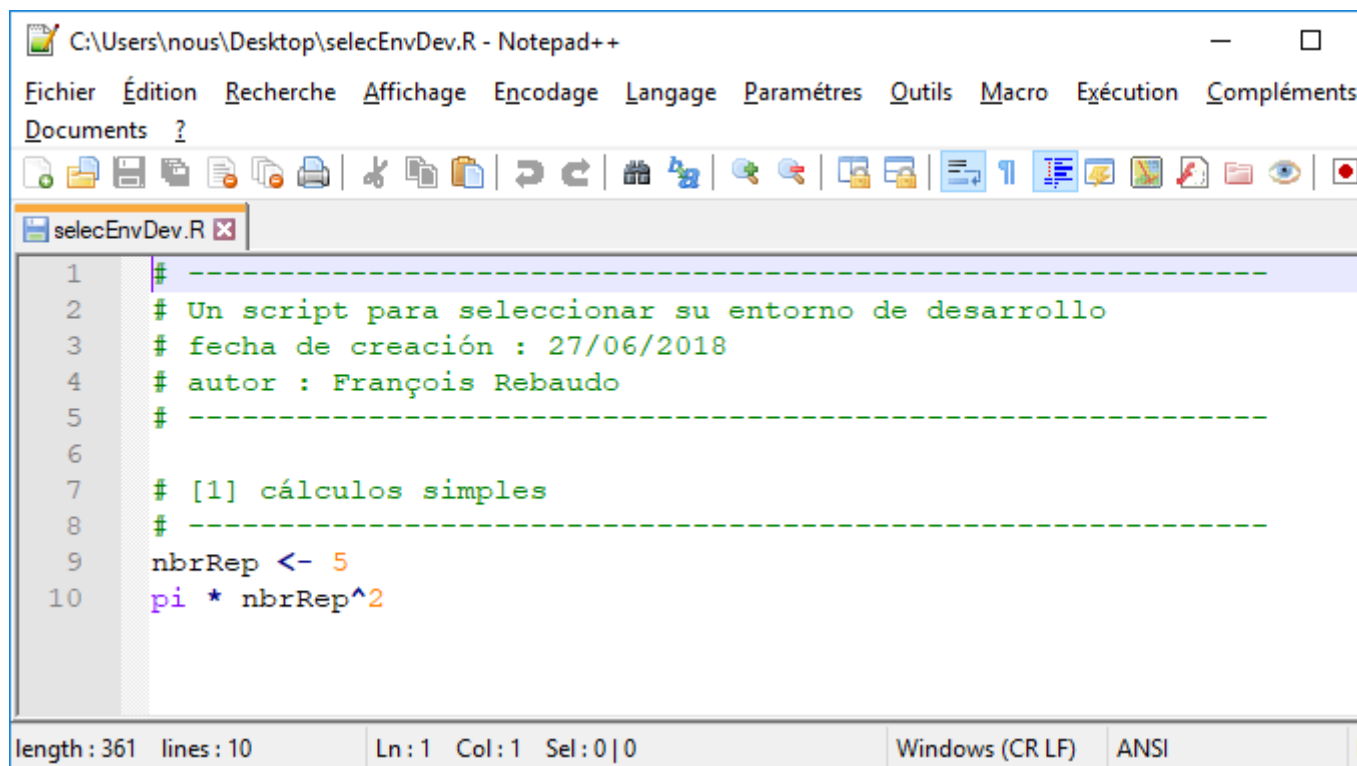 C:\Users\nous\Desktop\selecEnvDev.R - Notepad++
Fichier Édition Recherche Affichage Encodage Langage Paramétres Outils Macro Exécution Compléments
Documents ?
selecEnvDev.R
1 # ------------------------------------------------------------
2 # Un script para seleccionar su entorno de desarrollo
3 # fecha de creación : 27/06/2018
4 # autor : François Rebaudo
5 # ------------------------------------------------------------
6
7 # [1] cálculos simples
8 # ------------------------------------------------------------
9 nbrRep <- 5
10 pi * nbrRep^2
length : 361 lines : 10 Ln : 1 Col : 1 Sel : 0 | 0 Windows (CR LF) ANSI